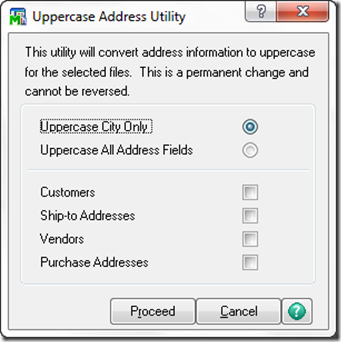 Uppercase Address Utility
This utility will convert address information to uppercase
for the selected files.  This is a permanent change and
cannot be reversed.
Uppercase City Only
Uppercase All Address Fields
Customers
Ship-to Addresses
Vendors
Purchase Addresses
Proceed Cancel ?